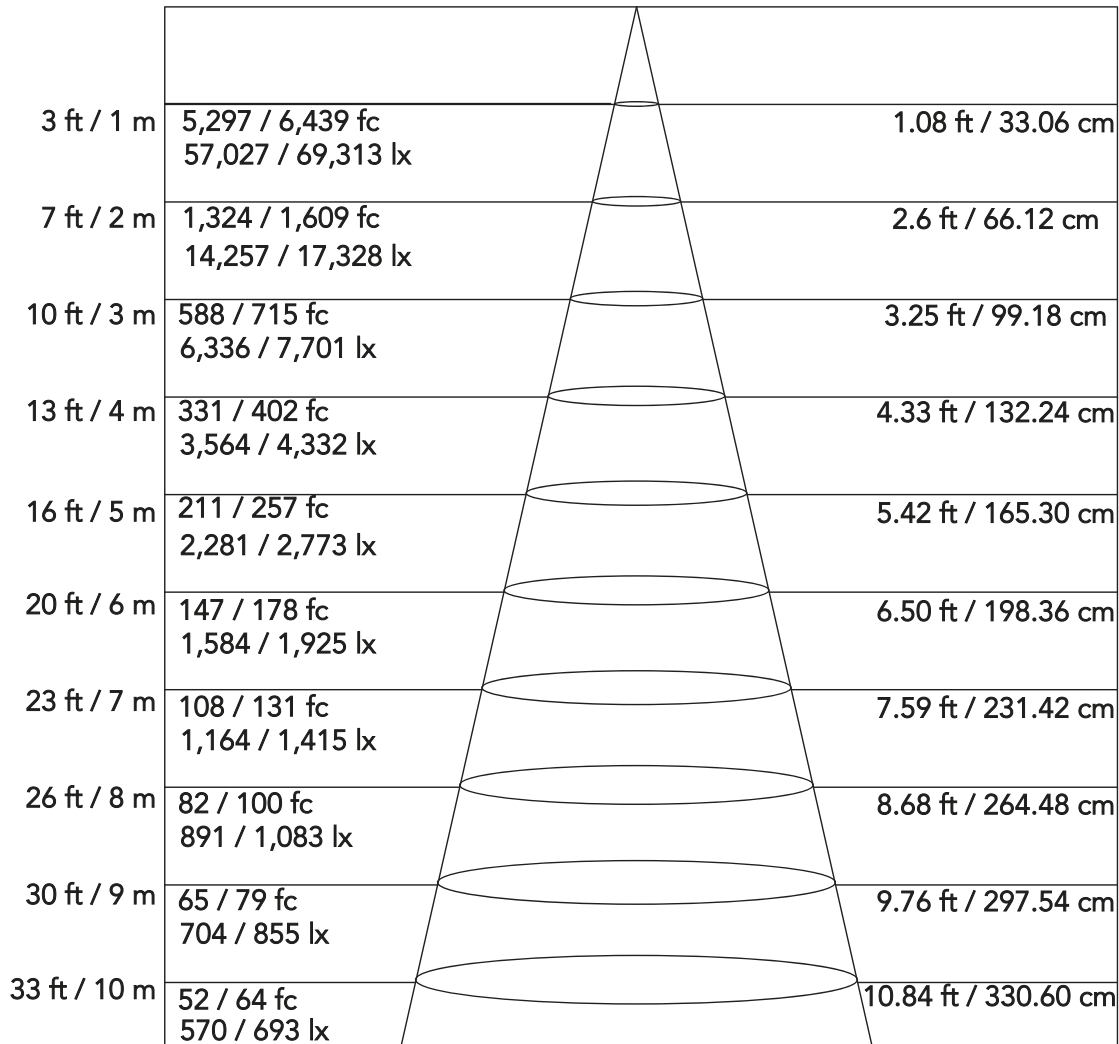 3 ft / 1 m
5,297 / 6,439 fc
57,027 / 69,313 lx
1.08 ft / 33.06 cm
7 ft / 2 m
1,324 / 1,609 fc
14,257 / 17,328 lx
2.6 ft / 66.12 cm
10 ft / 3 m
588 / 715 fc
6,336 / 7,701 lx
3.25 ft / 99.18 cm
13 ft / 4 m
331 / 402 fc
3,564 / 4,332 lx
4.33 ft / 132.24 cm
16 ft / 5 m
211 / 257 fc
2,281 / 2,773 lx
5.42 ft / 165.30 cm
20 ft / 6 m
147 / 178 fc
1,584 / 1,925 lx
6.50 ft / 198.36 cm
23 ft / 7 m
108 / 131 fc
1,164 / 1,415 lx
7.59 ft / 231.42 cm
26 ft / 8 m
82 / 100 fc
891 / 1,083 lx
8.68 ft / 264.48 cm
30 ft / 9 m
65 / 79 fc
704 / 855 lx
9.76 ft / 297.54 cm
33 ft / 10 m
52 / 64 fc
570 / 693 lx
10.84 ft / 330.60 cm